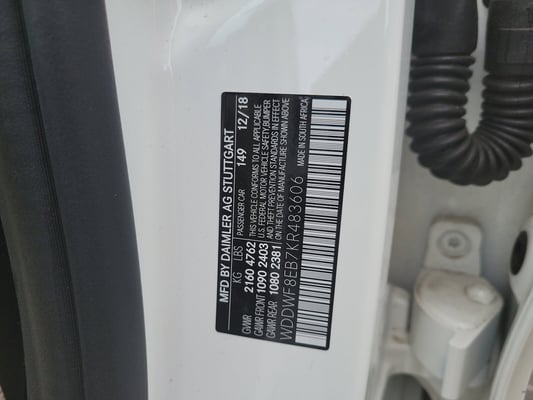 MFD BY DAIMLER AG STUTTGART
KG LBS PASSENGER CAR 149 12/18
GVWR 2160 4762 THIS VEHICLE CONFORMS TO ALL APPLICABLE
GAWR FRONT 1090 2403 U.S. FEDERAL MOTOR VEHICLE SAFETY,BUMPER
GAWR REAR 1080 2381 AND THEFT PREVENTION STANDARDS IN EFFECT
ON THE DATE OF MANUFACTURE SHOWN ABOVE
WDDWF8EB7KR483606 MADE IN SOUTH AFRICA